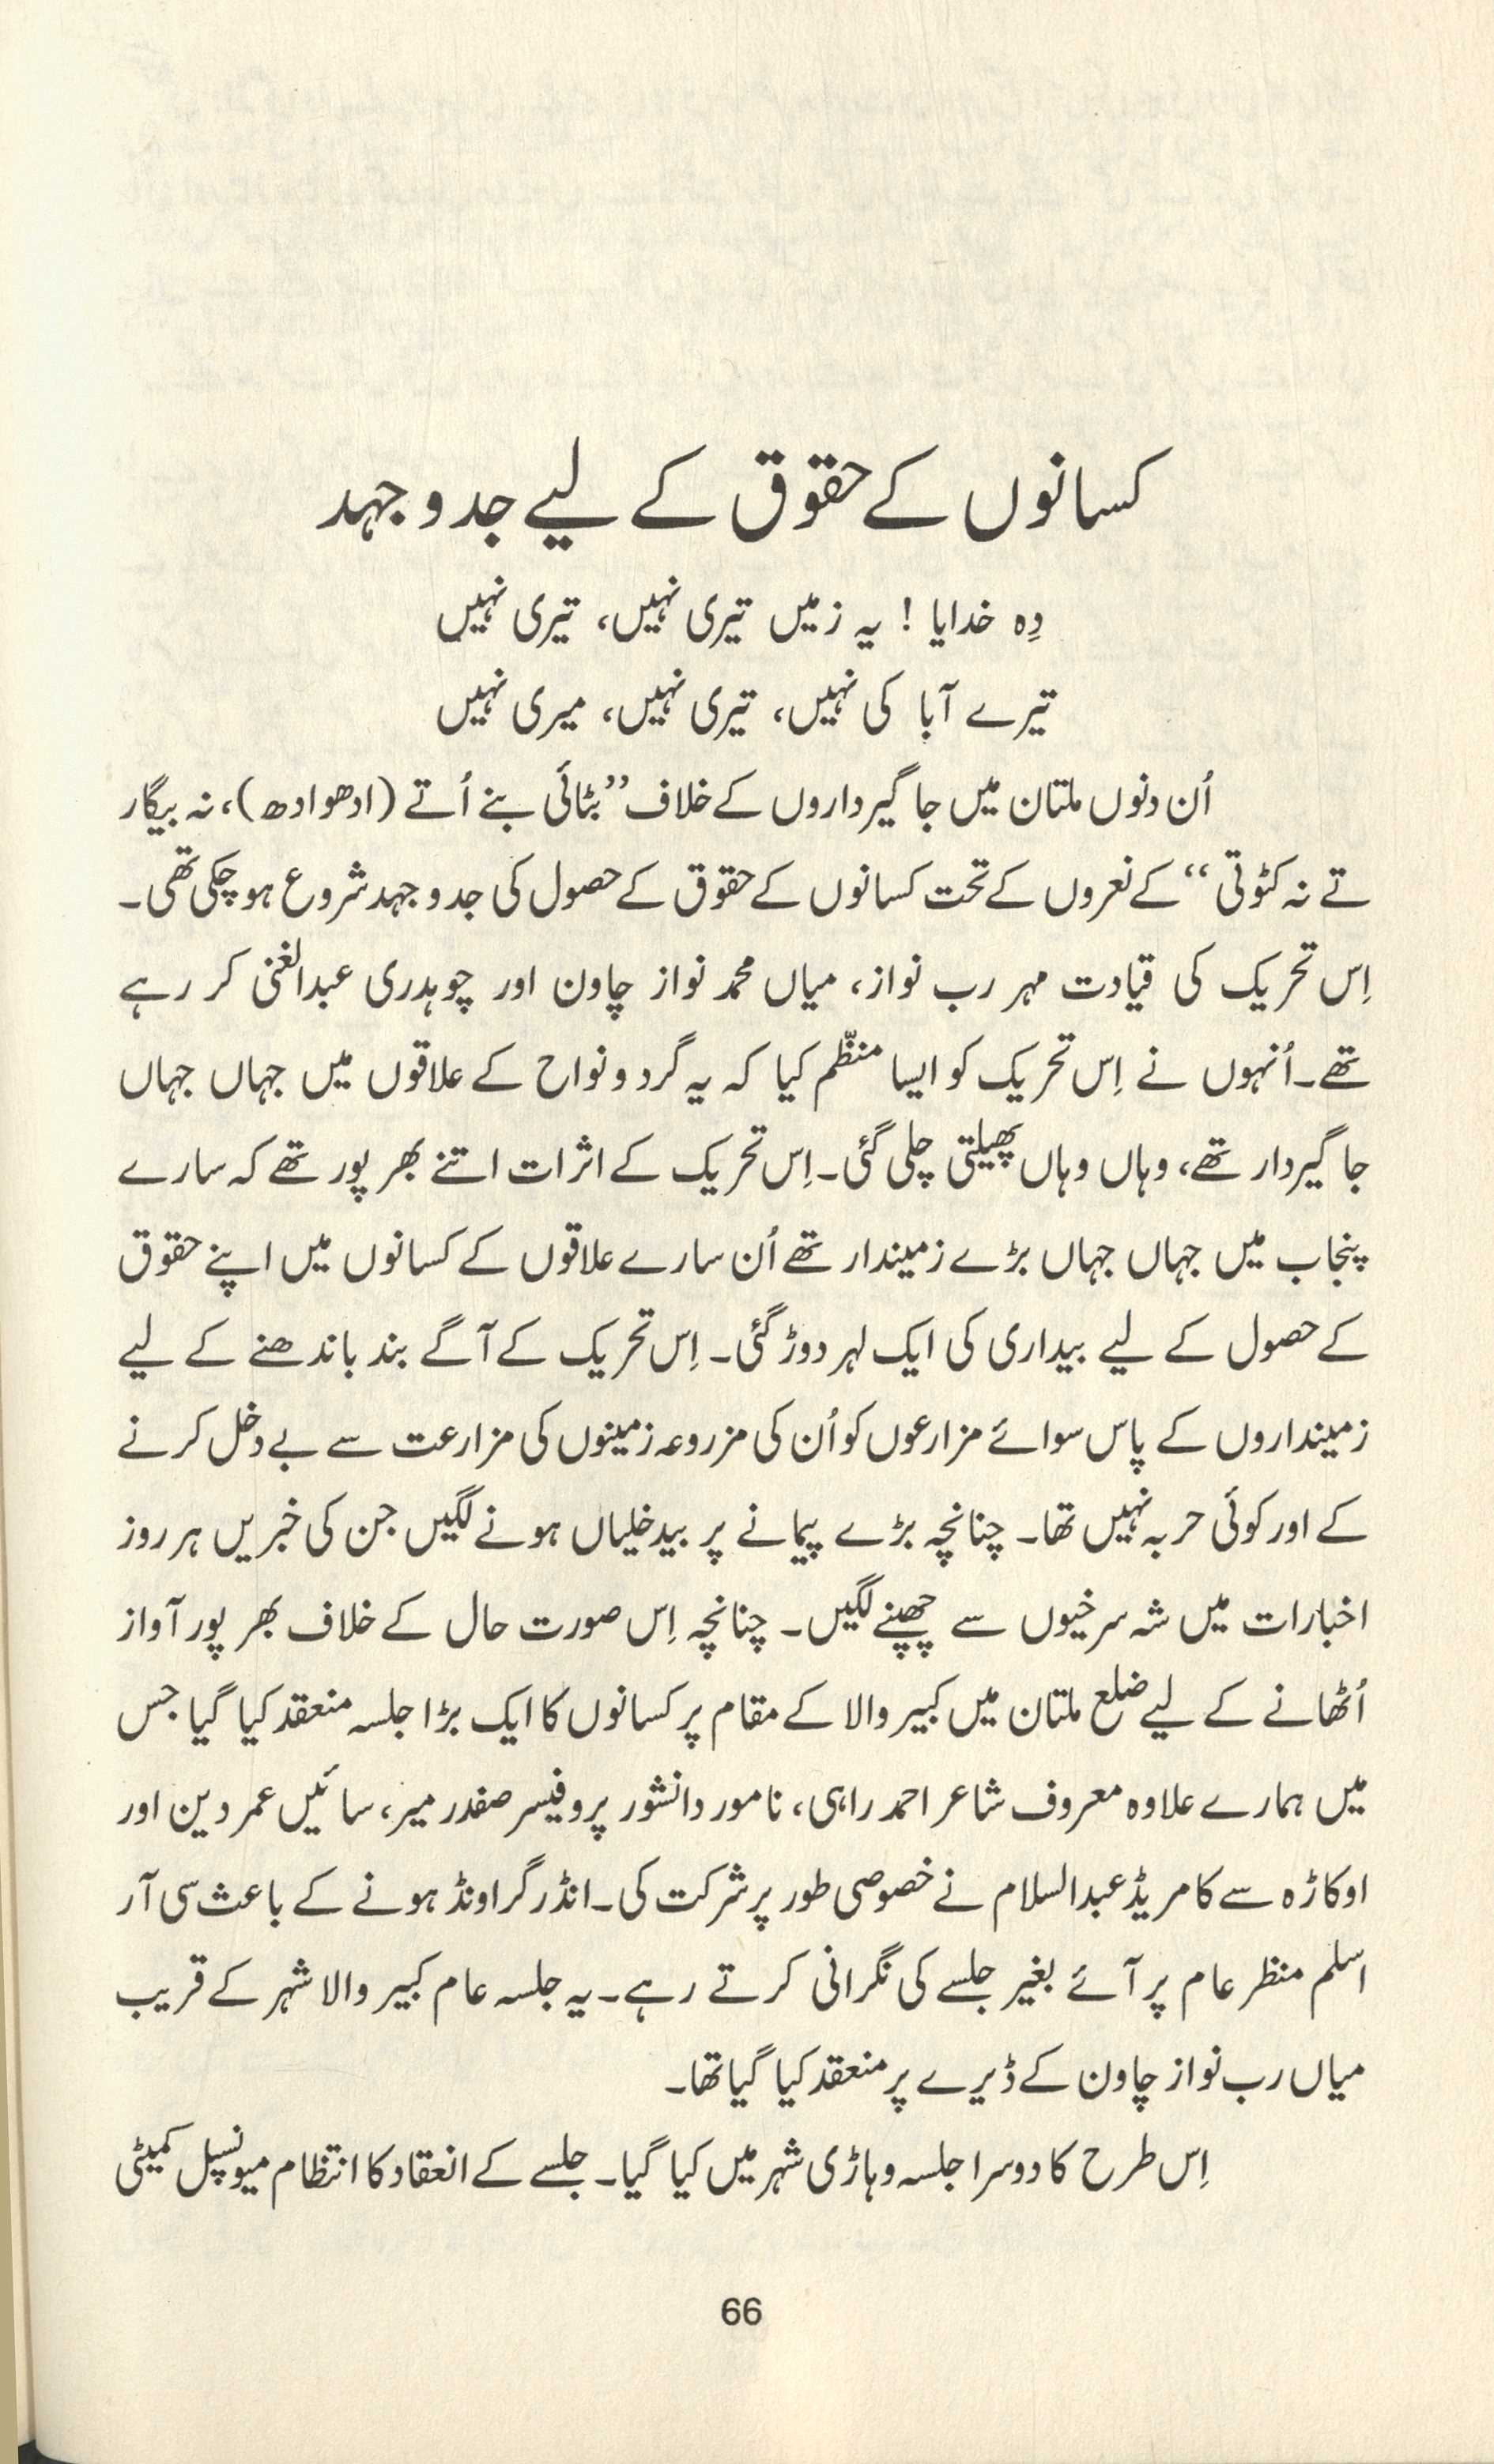 کسانوں کے حقوق کے لیے جدوجہد
دِہ خدایا ! یہ زمیں تیری نہیں، تیری نہیں
تیرے آبا کی نہیں، تیری نہیں، میری نہیں
اُن دنوں ملتان میں جاگیرداروں کے خلاف ”بٹائی بنے اُتے (ادھو ادھ)، نہ بیگار
تے نہ کٹوتی“ کے نعروں کے تحت کسانوں کے حقوق کے حصول کی جدوجہد شروع ہوچکی تھی۔
اِس تحریک کی قیادت مہر رب نواز، میاں محمد نواز چاون اور چوہدری عبدالغنی کر رہے
تھے۔ اُنہوں نے اِس تحریک کو ایسا منظّم کیا کہ یہ گردونواح کے علاقوں میں جہاں جہاں
جاگیردار تھے، وہاں وہاں پھیلتی چلی گئی۔ اِس تحریک کے اثرات اتنے بھرپور تھے کہ سارے
پنجاب میں جہاں جہاں بڑے زمیندار تھے اُن سارے علاقوں کے کسانوں میں اپنے حقوق
کے حصول کے لیے بیداری کی ایک لہر دوڑ گئی۔ اِس تحریک کے آگے بند باندھنے کے لیے
زمینداروں کے پاس سوائے مزارعوں کو اُن کی مزروعہ زمینوں کی مزارعت سے بے دخل کرنے
کے اور کوئی حربہ نہیں تھا۔ چنانچہ بڑے پیمانے پر بیدخلیاں ہونے لگیں جن کی خبریں ہر روز
اخبارات میں شہ سرخیوں سے چھپنے لگیں۔ چنانچہ اِس صورت حال کے خلاف بھرپور آواز
اُٹھانے کے لیے ضلع ملتان میں کبیر والا کے مقام پر کسانوں کا ایک بڑا جلسہ منعقد کیا گیا جس
میں ہمارے علاوہ معروف شاعر احمد راہی، نامور دانشور پروفیسر صفدر میر، سائیں عمر دین اور
اوکاڑہ سے کامریڈ عبدالسلام نے خصوصی طور پر شرکت کی۔ انڈر گراونڈ ہونے کے باعث سی آر
اسلم منظر عام پر آئے بغیر جلسے کی نگرانی کرتے رہے۔ یہ جلسہ عام کبیر والا شہر کے قریب
میاں رب نواز چاون کے ڈیرے پر منعقد کیا گیا تھا۔
اِس طرح کا دوسرا جلسہ وہاڑی شہر میں کیا گیا۔ جلسے کے انعقاد کا انتظام میونسپل کمیٹی
66